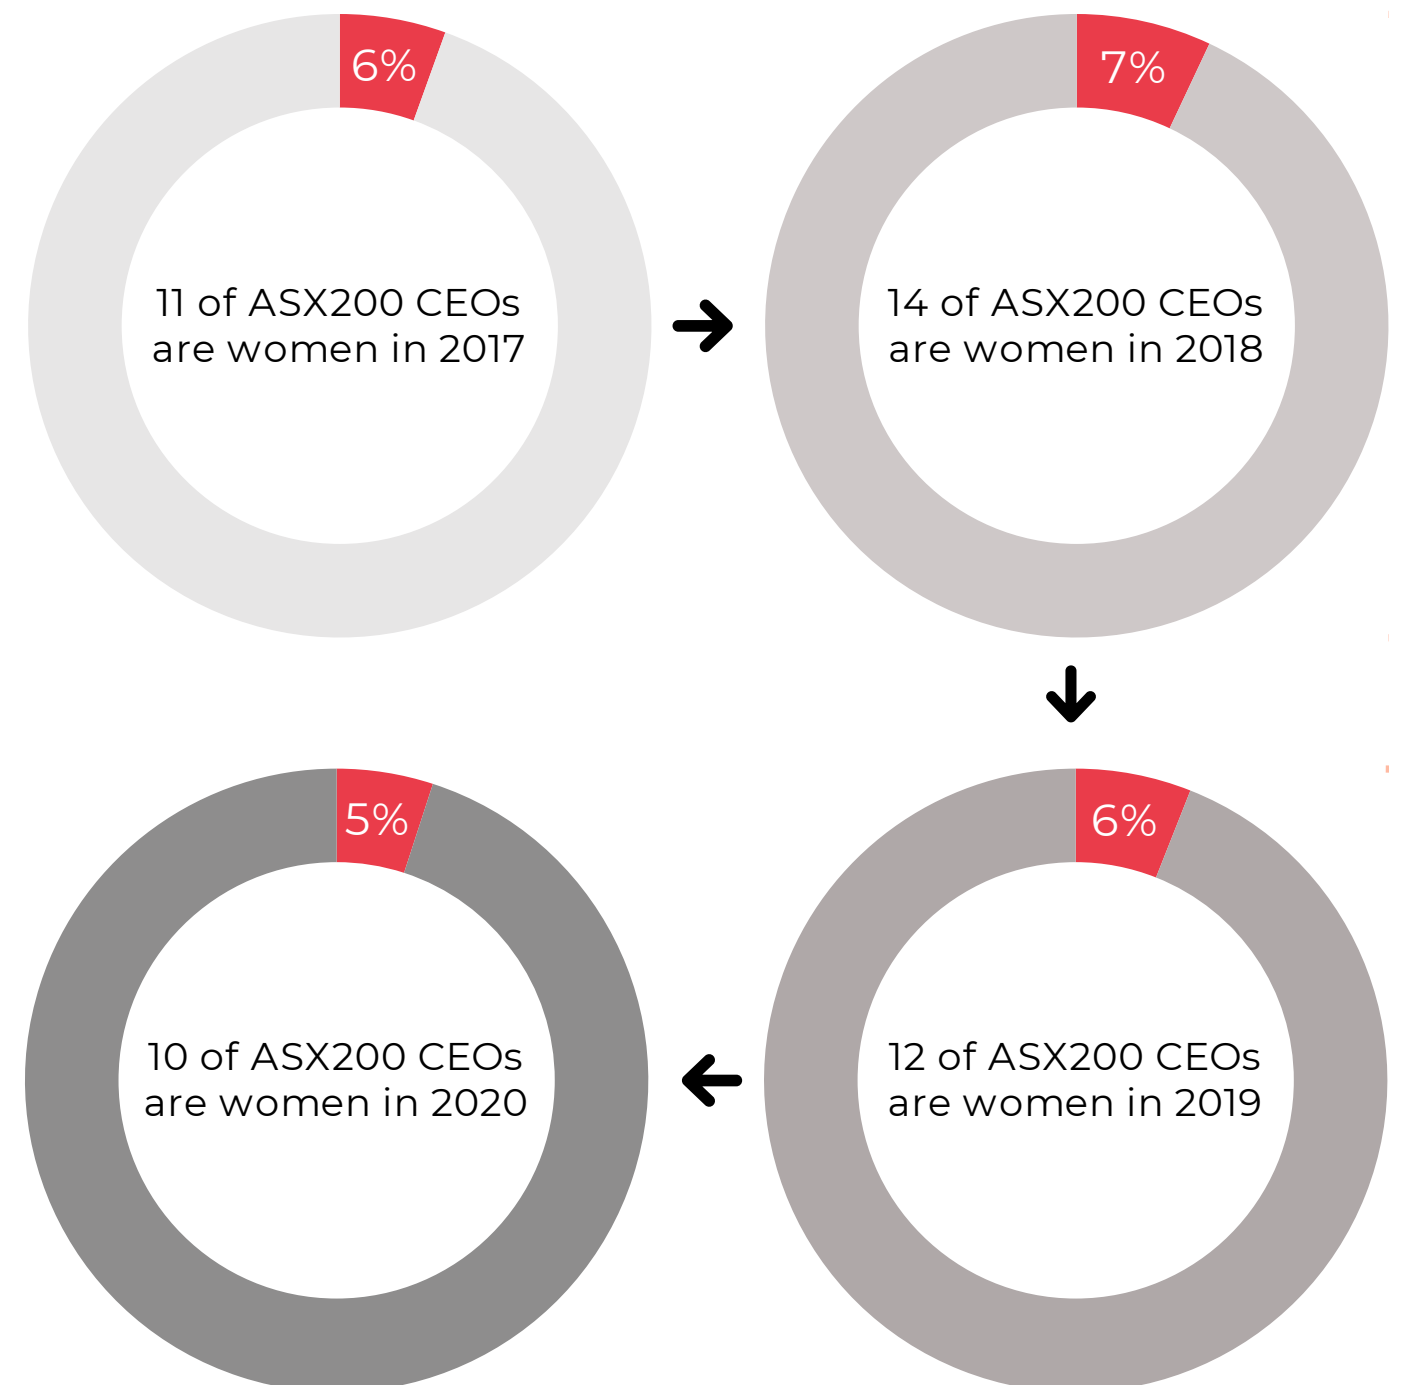 6%
11 of ASX200 CEOs
are women in 2017
7%
14 of ASX200 CEOs
are women in 2018
6%
12 of ASX200 CEOs
are women in 2019
5%
10 of ASX200 CEOs
are women in 2020